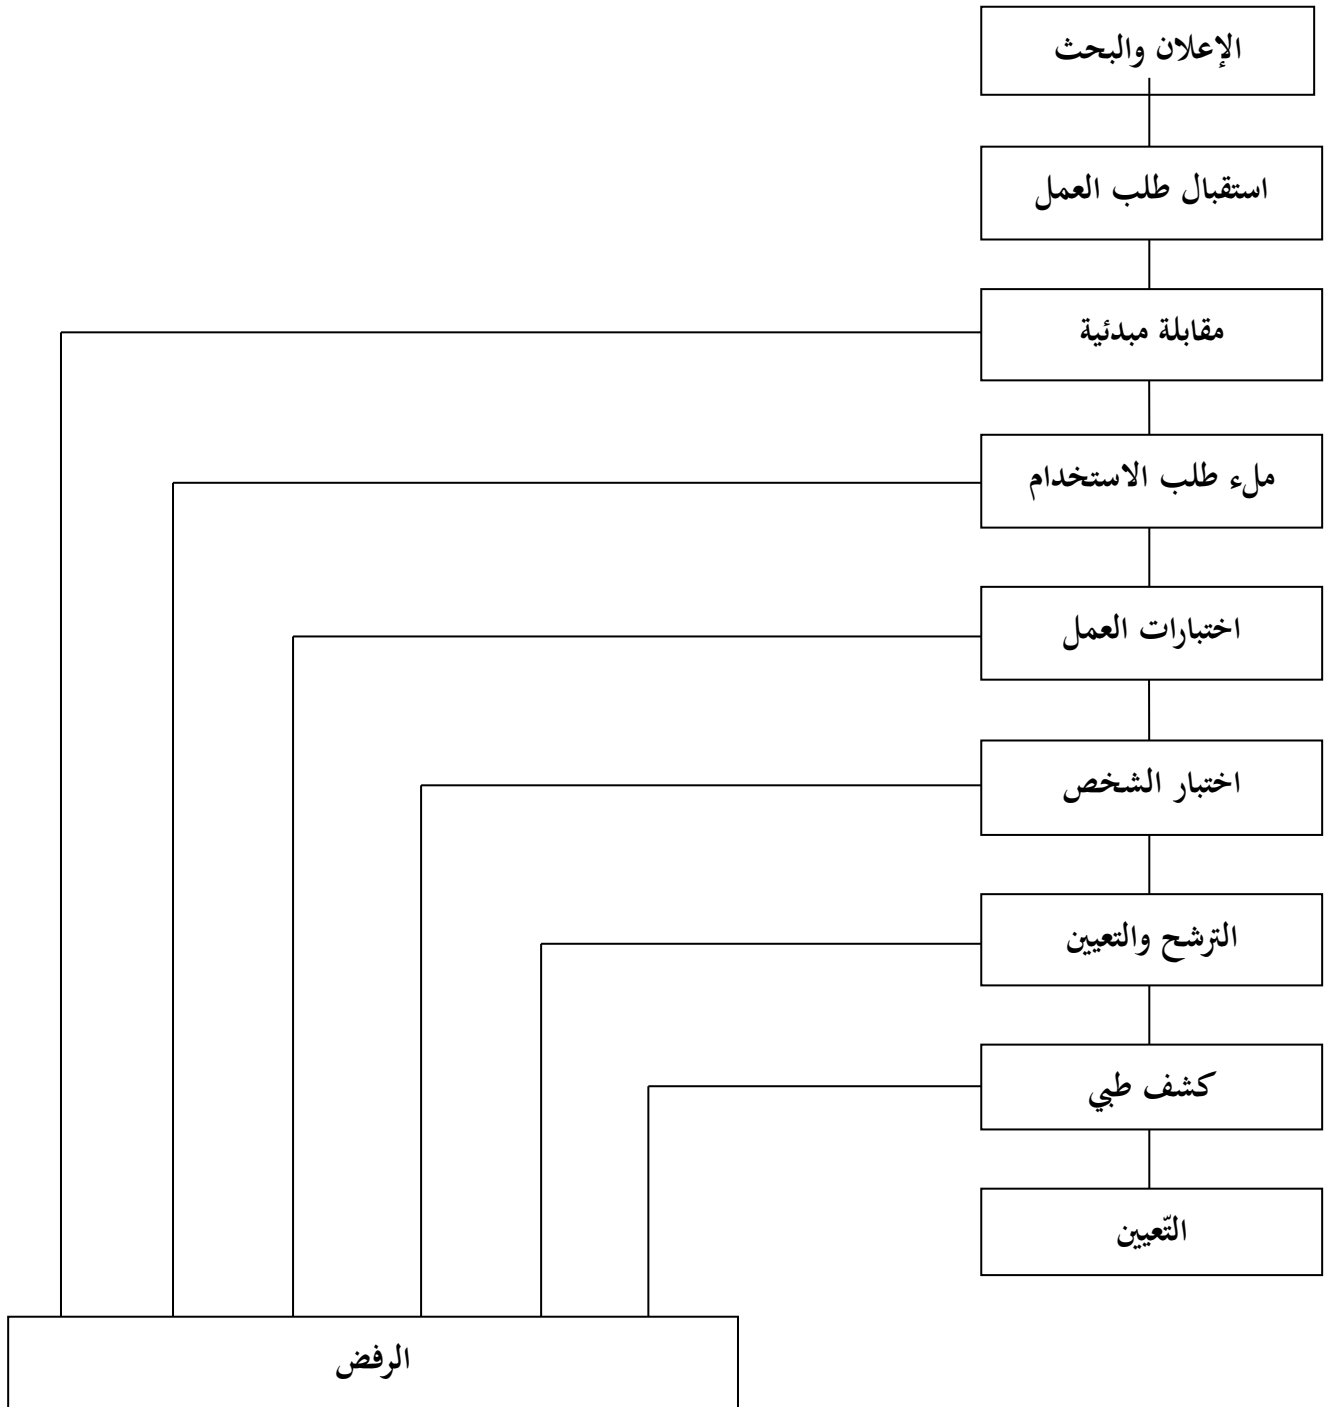 الإعلان والبحث
استقبال طلب العمل
مقابلة مبدئية
ملء طلب الاستخدام
اختبارات العمل
اختبار الشخص
الترشح والتعيين
كشف طبي
التّعيين
الرفض